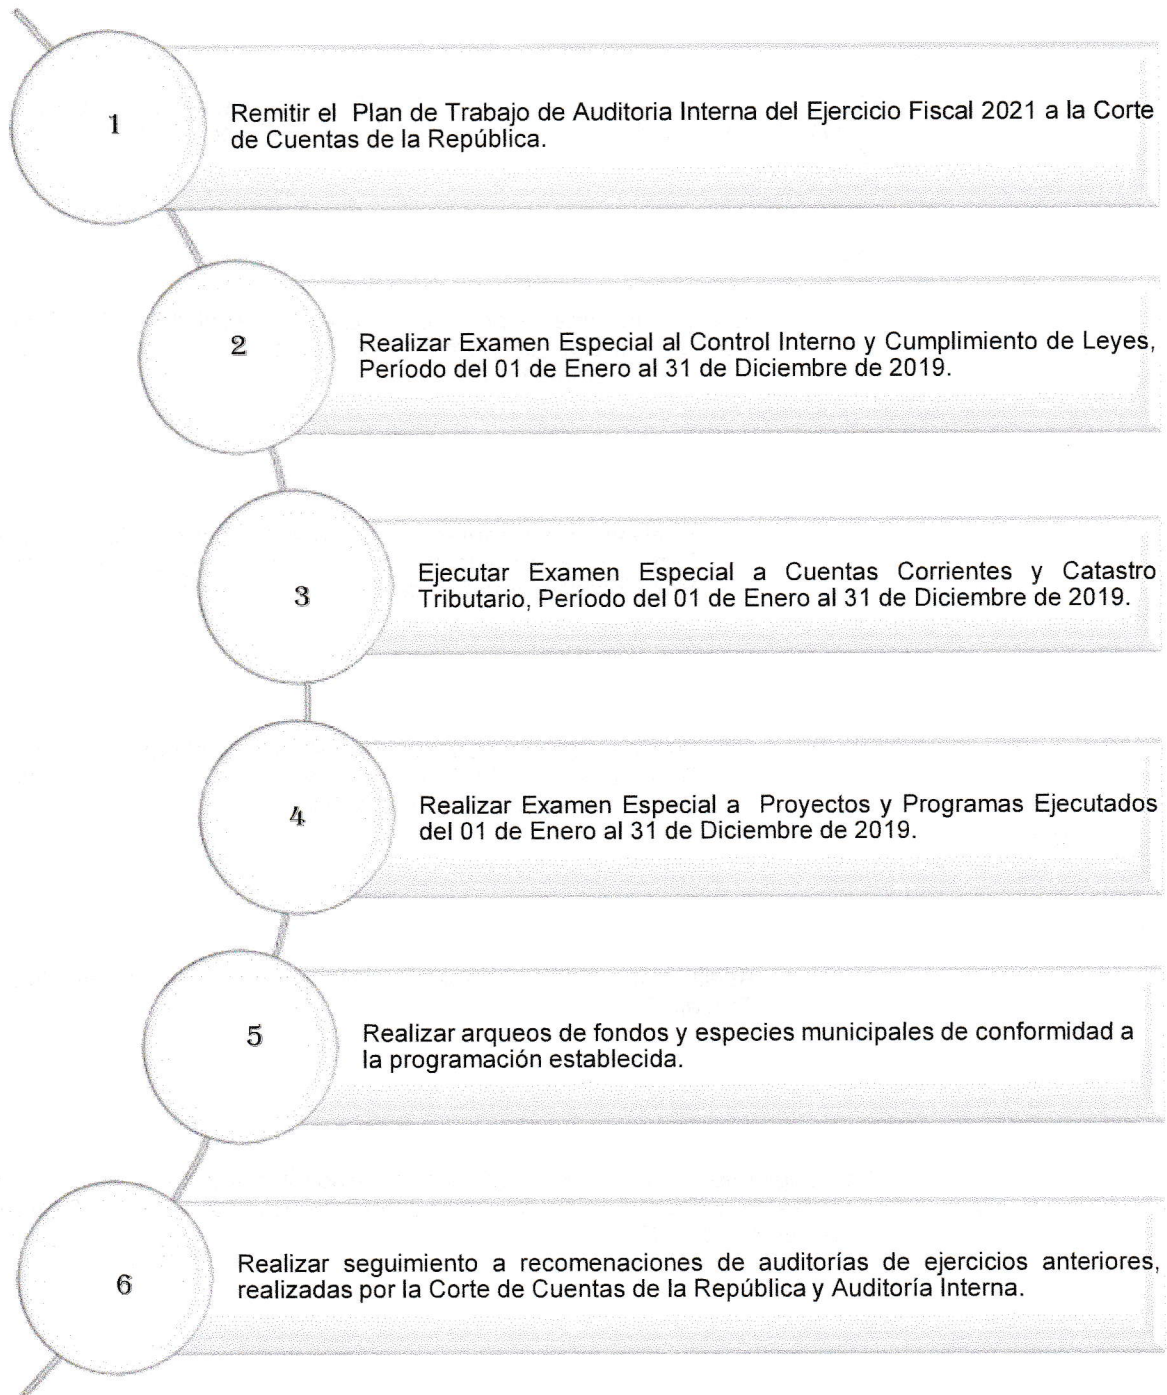 1
Remitir el Plan de Trabajo de Auditoria Interna del Ejercicio Fiscal 2021 a la Corte
de Cuentas de la República.
2
Realizar Examen Especial al Control Interno y Cumplimiento de Leyes,
Período del 01 de Enero al 31 de Diciembre de 2019.
3
Ejecutar Examen Especial a Cuentas Corrientes y Catastro
Tributario, Período del 01 de Enero al 31 de Diciembre de 2019.
4
Realizar Examen Especial a Proyectos y Programas Ejecutados
del 01 de Enero al 31 de Diciembre de 2019.
5
Realizar arqueos de fondos y especies municipales de conformidad a
la programación establecida.
6
Realizar seguimiento a recomenaciones de auditorías de ejercicios anteriores,
realizadas por la Corte de Cuentas de la República y Auditoría Interna.